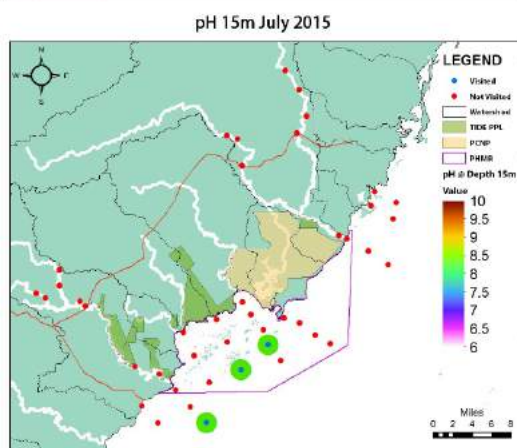 pH 15m July 2015
N
W
E
S
LEGEND
Visited
Not Visited
Watershed
TIDE PPL
PCNP
PHMR
pH @ Depth 15m
Value
10
9.5
9
8.5
8
7.5
7
6.5
6
Miles
0 2 4 8